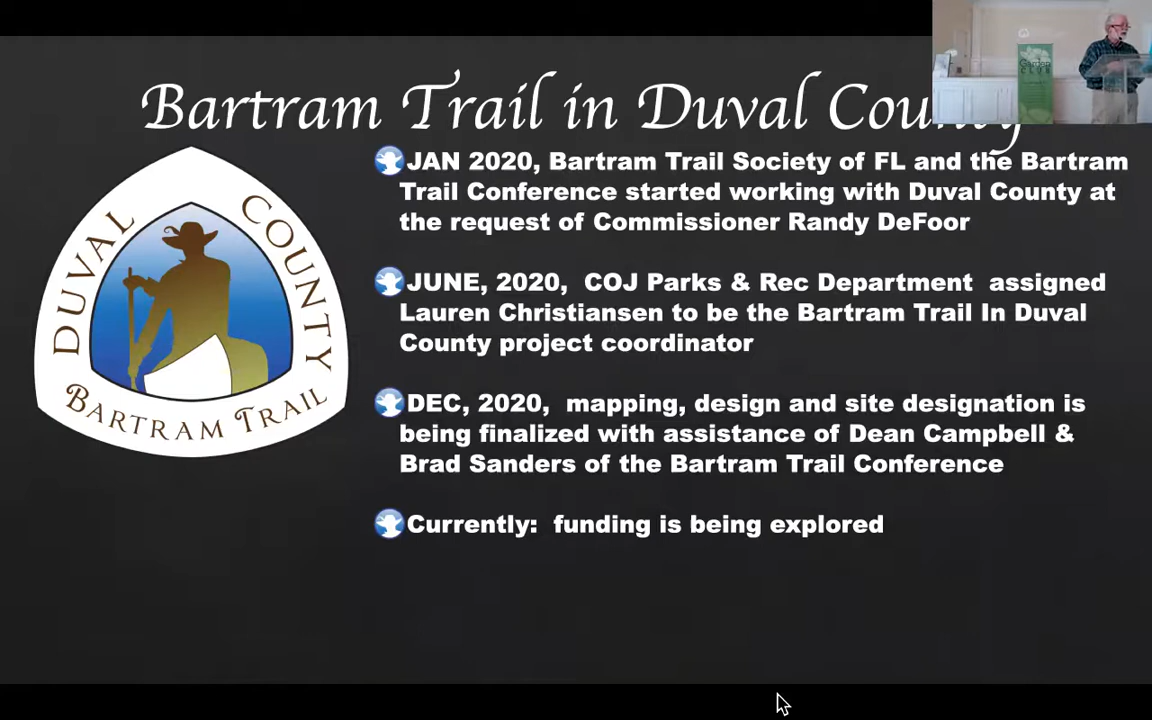 Bartram Trail in Duval County
JAN 2020, Bartram Trail Society of FL and the Bartram
Trail Conference started working with Duval County at
the request of Commissioner Randy DeFoor
JUNE, 2020, COJ Parks & Rec Department assigned
Lauren Christiansen to be the Bartram Trail In Duval
County project coordinator
DEC, 2020, mapping, design and site designation is
being finalized with assistance of Dean Campbell &
Brad Sanders of the Bartram Trail Conference
Currently: funding is being explored
DUVAL COUNTY
BARTRAM TRAIL
CLUB